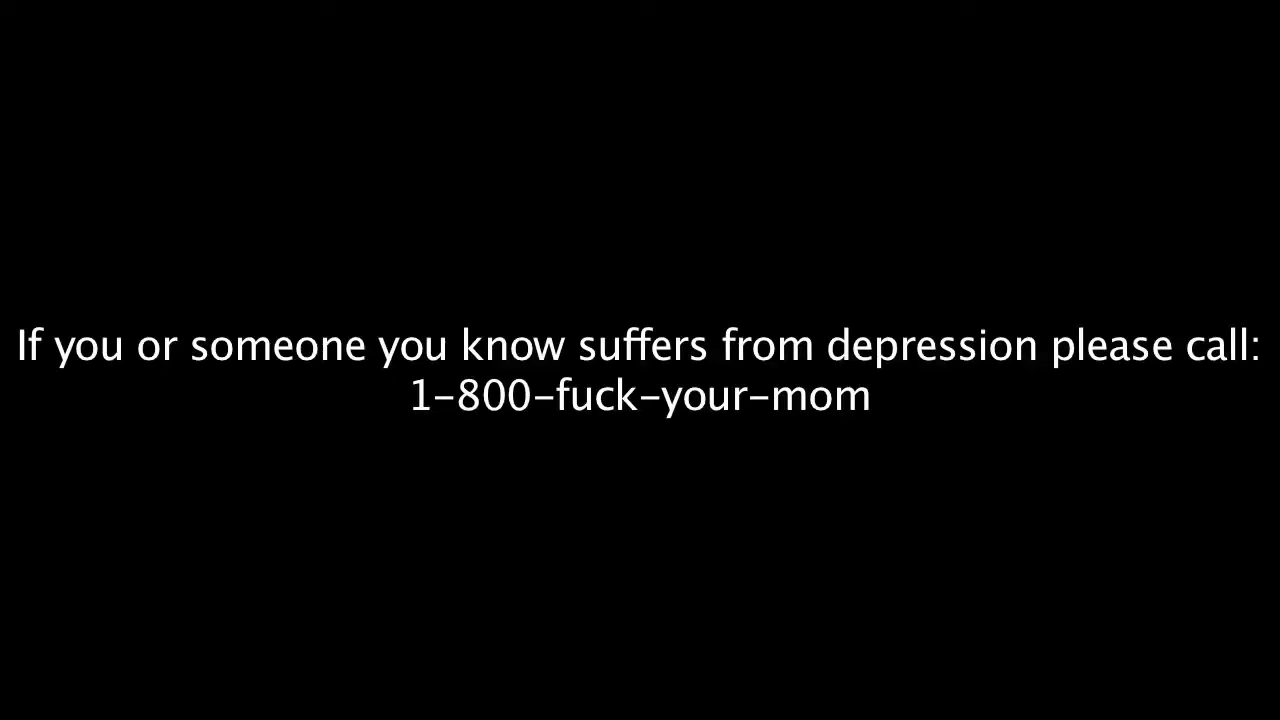 If you or someone you know suffers from depression please call:
1-800-fuck-your-mom